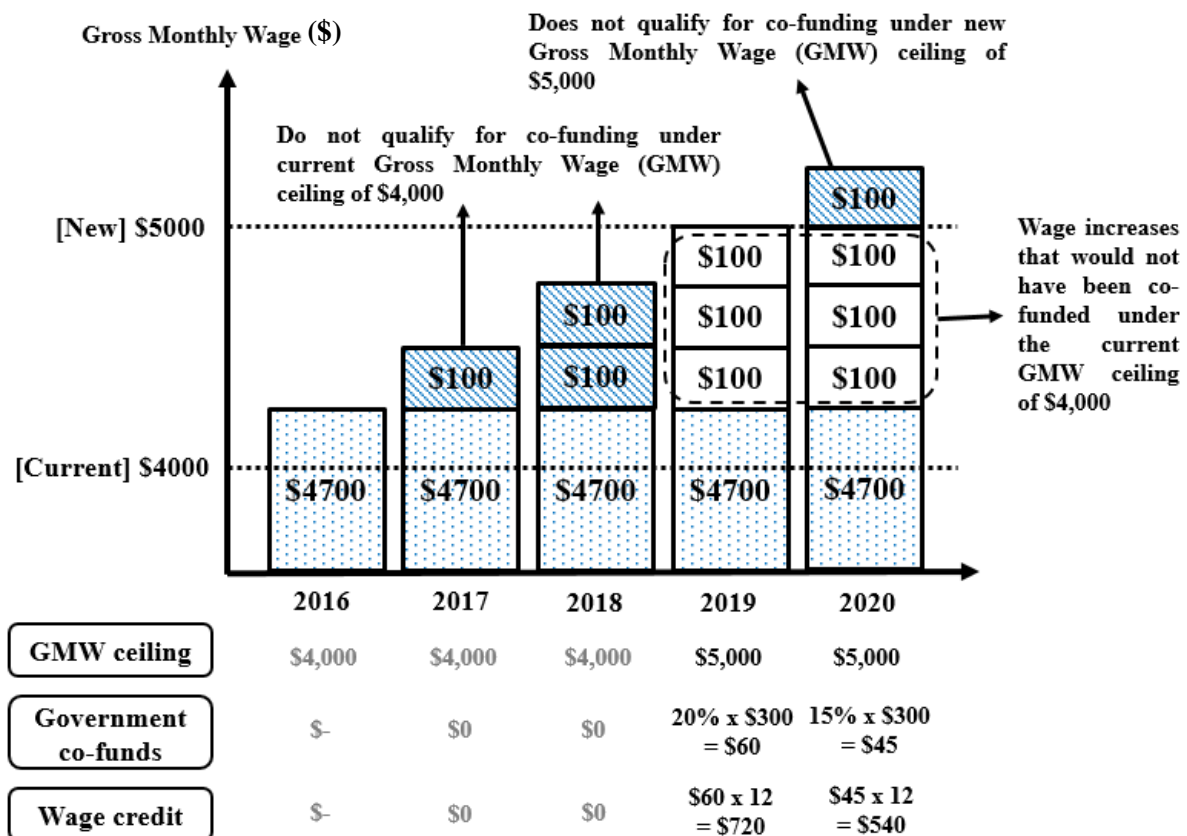 Gross Monthly Wage ($)
Does not qualify for co-funding under new
Gross Monthly Wage (GMW) ceiling of
$5,000
Do not qualify for co-funding under
current Gross Monthly Wage (GMW)
ceiling of $4,000
[New] $5000
[Current] $4000
$4700
$100
$4700
$100
$100
$4700
$100
$100
$100
$4700
$100
$100
$100
$100
$4700
Wage increases
that would not
have been co-
funded under
the current
GMW ceiling
of $4,000
2016 2017 2018 2019 2020
GMW ceiling $4,000 $4,000 $4,000 $5,000 $5,000
Government
co-funds
$- $0 $0
20% x $300
= $60
15% x $300
= $45
Wage credit $- $0 $0
$60 x 12
= $720
$45 x 12
= $540